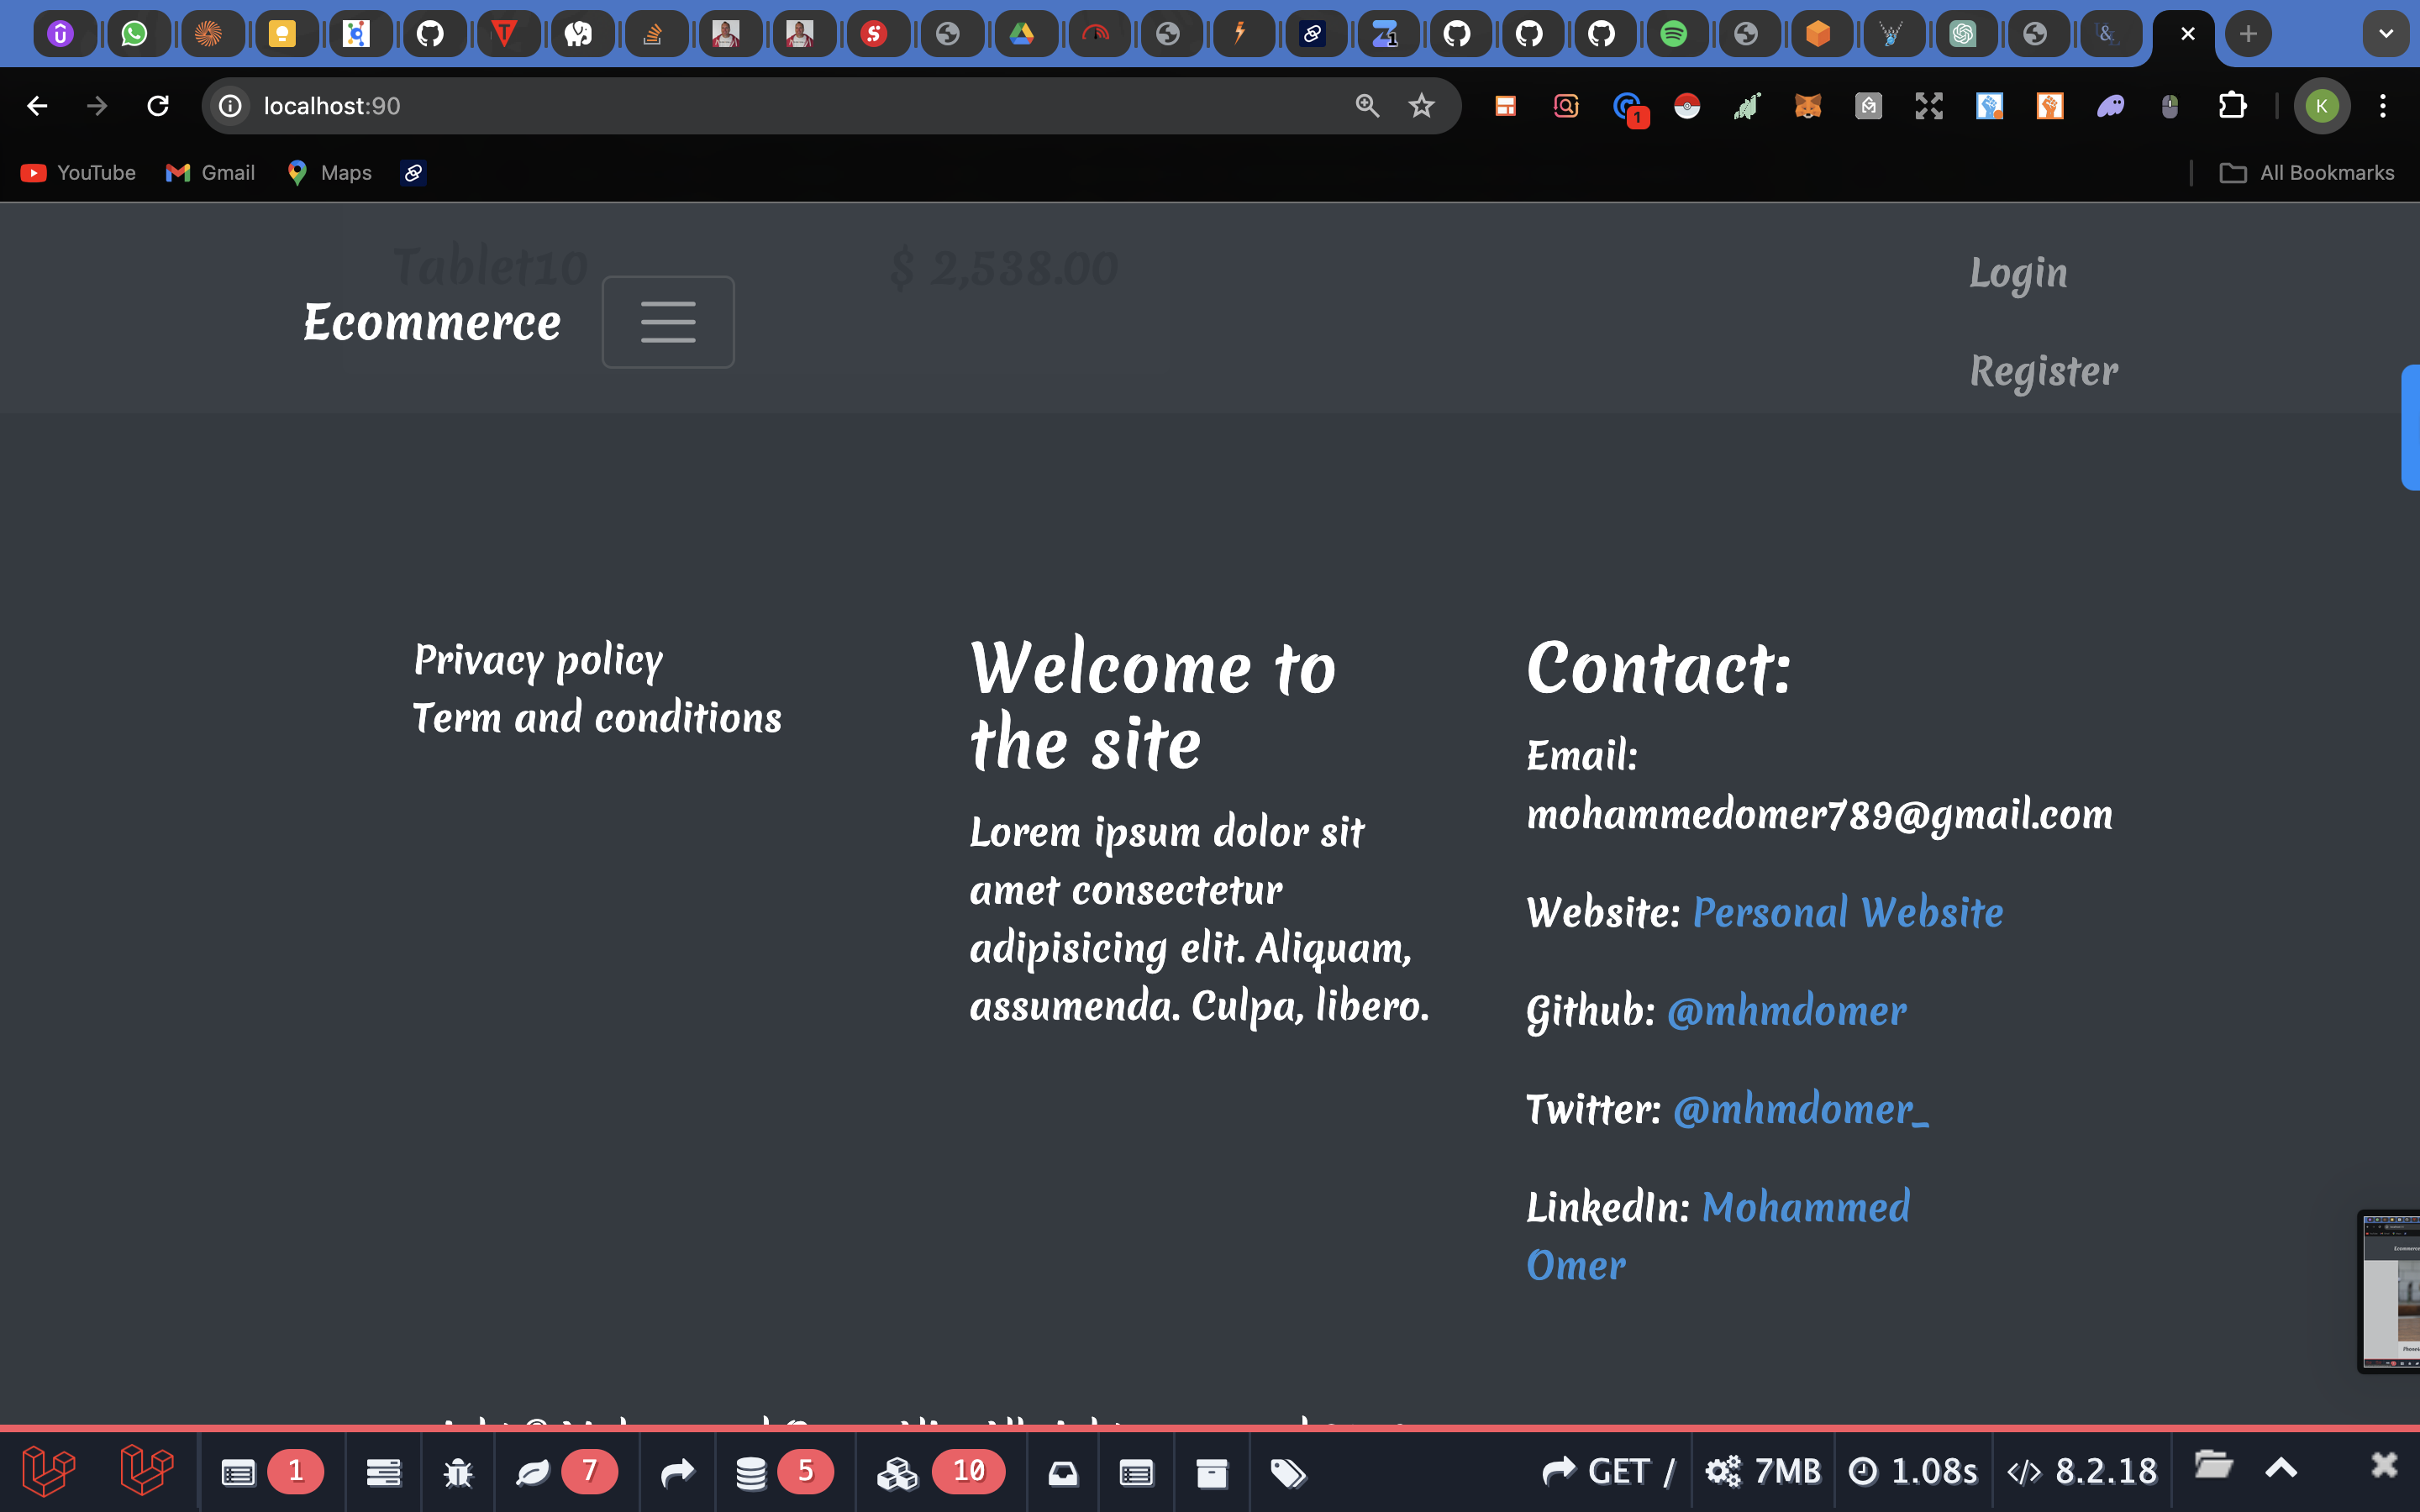 localhost:90
1
K
YouTube
Gmail
Maps
All Bookmarks
Tablet10
$ 2,538.00
Login
Ecommerce
Register
Privacy policy
Term and conditions
Welcome to
the site
Lorem ipsum dolor sit
amet consectetur
adipisicing elit. Aliquam,
assumenda. Culpa, libero.
Contact:
Email:
mohammedomer789@gmail.com
Website: Personal Website
Github: @mhmdomer
Twitter: @mhmdomer_
LinkedIn: Mohammed
Omer
1
7
5
10
GET /
7MB
1.08s
8.2.18